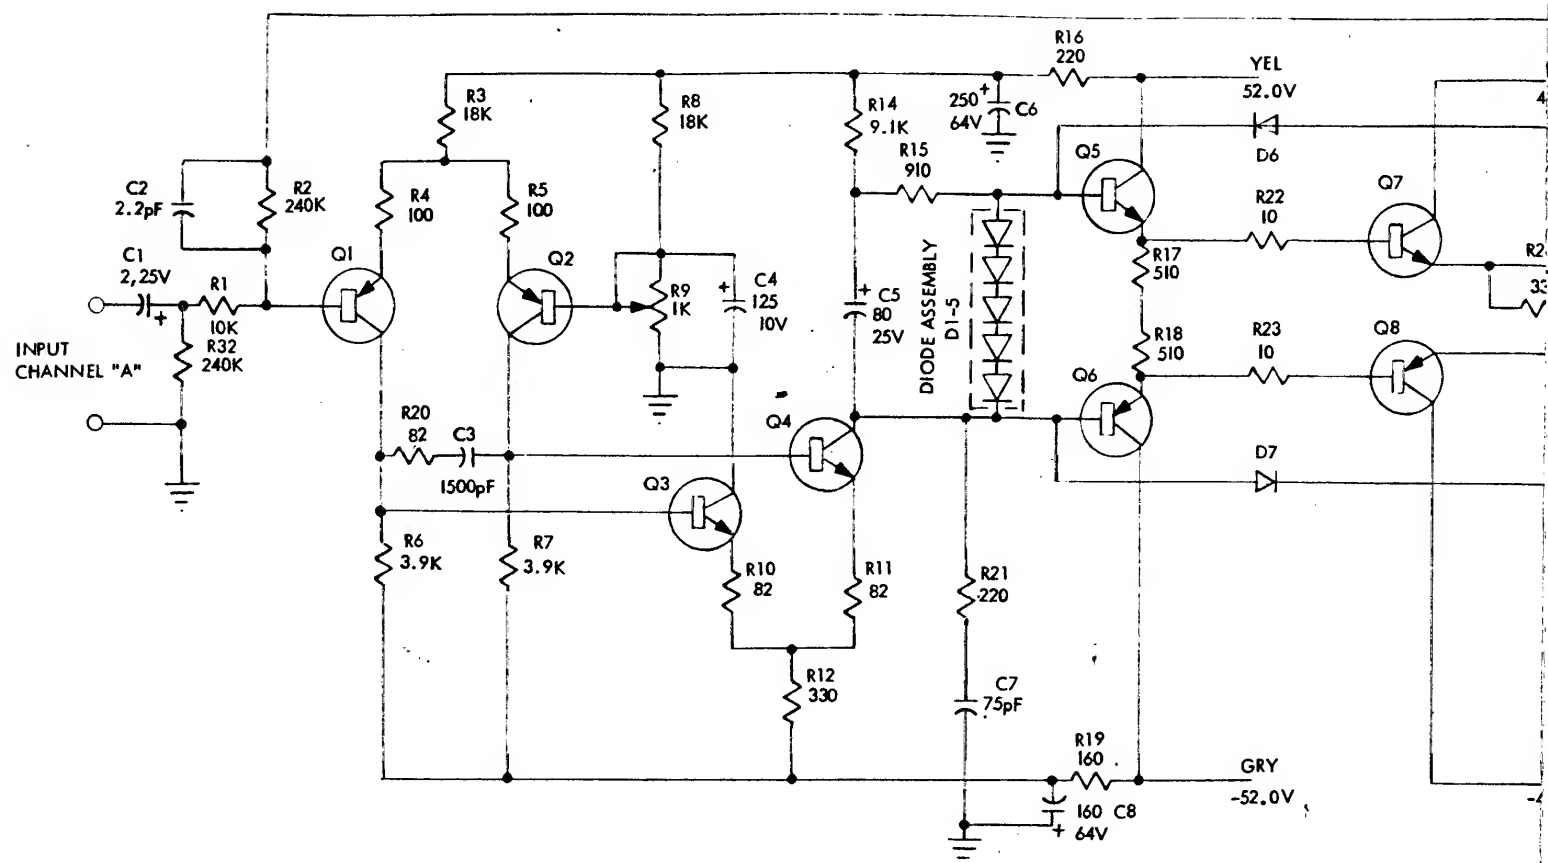 R16
220
YEL
52.0V
R3
18K
R8
18K
R14
9.1K
250 +
64V
C6
D6
R15
910
Q5
C2
2.2pF
R2
240K
R4
100
R5
100
Q7
R22
10
C1
2,25V
+
R1
10K
Q1
Q2
R9
1K
+
C4
125
10V
+
C5
80
25V
DIODE ASSEMBLY
D1-5
R17
510
R18
510
R23
10
Q8
33
INPUT
CHANNEL "A"
R32
240K
Q6
R20
82
C3
1500pF
Q4
D7
Q3
R6
3.9K
R7
3.9K
R10
82
R11
82
R21
220
R12
330
C7
75pF
R19
160
GRY
-52.0V
160
C8
+ 64V